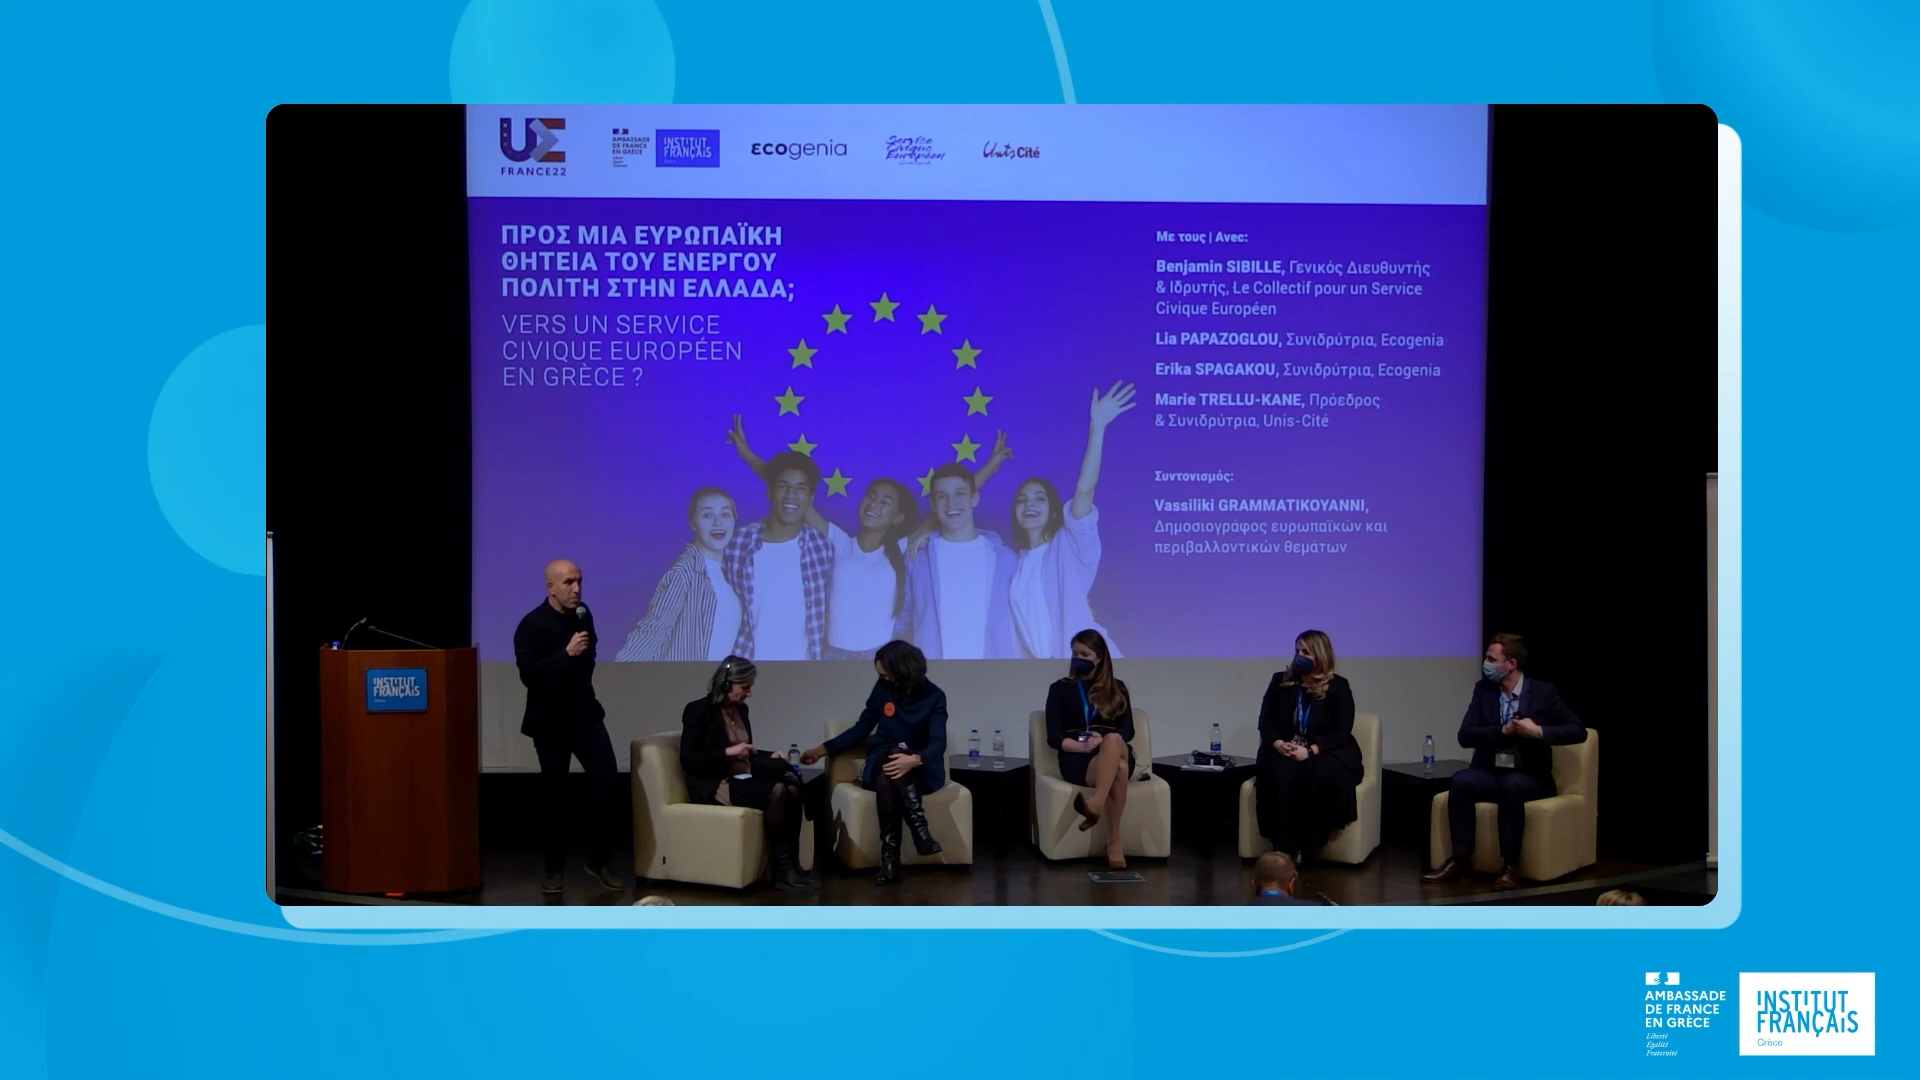 UE
FRANCE22
AMBASSADE
DE FRANCE
EN GRÈCE
INSTITUT
FRANÇAIS
εcogenia
Service
Civique
Européen
Unis Cité
ΠΡΟΣ ΜΙΑ ΕΥΡΩΠΑΪΚΗ
ΘΗΤΕΙΑ ΤΟΥ ΕΝΕΡΓΟΥ
ΠΟΛΙΤΗ ΣΤΗΝ ΕΛΛΑΔΑ;
VERS UN SERVICE
CIVIQUE EUROPÉEN
EN GRÈCE ?
Με τους | Avec:
Benjamin SIBILLE, Γενικός Διευθυντής
& Ιδρυτής, Le Collectif pour un Service
Civique Européen
Lia PAPAZOGLOU, Συνιδρύτρια, Ecogenia
Erika SPAGAKOU, Συνιδρύτρια, Ecogenia
Marie TRELLU-KANE, Πρόεδρος
& Συνιδρύτρια, Unis-Cité
Συντονισμός:
Vassiliki GRAMMATIKOYANNI,
Δημοσιογράφος ευρωπαϊκών και
περιβαλλοντικών θεμάτων
INSTITUT
FRANÇAIS
AMBASSADE
DE FRANCE
EN GRÈCE
Liberté
Égalité
Fraternité
INSTITUT
FRANÇAIS
Grèce